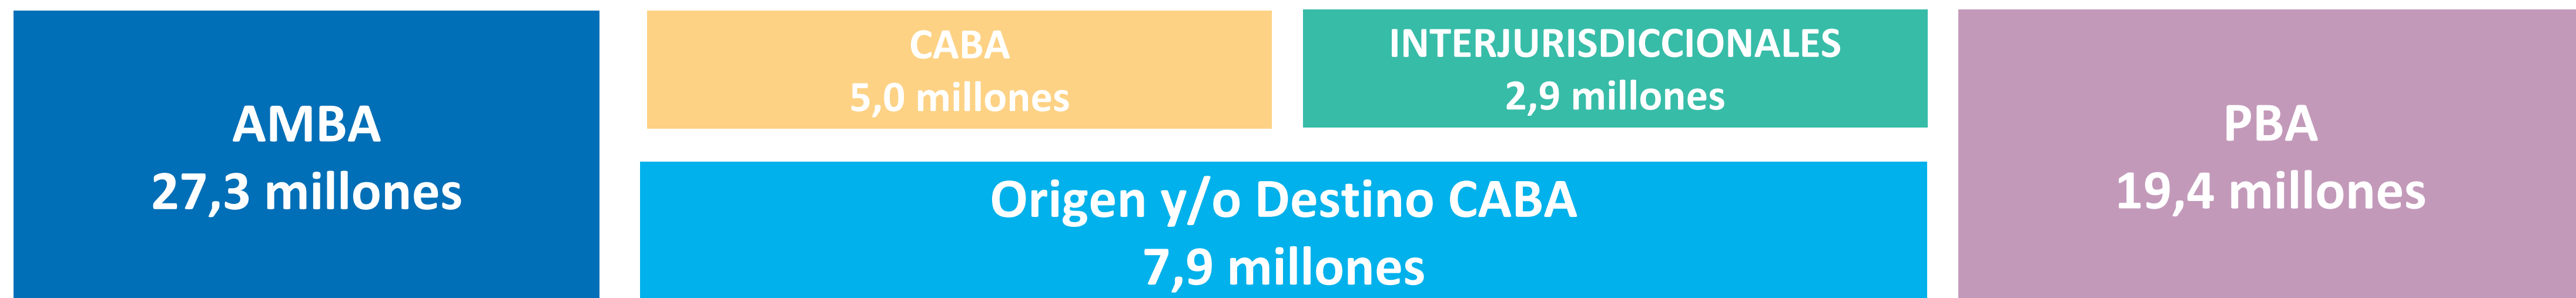 AMBA
27,3 millones
CABA
5,0 millones
INTERJURISDICCIONALES
2,9 millones
Origen y/o Destino CABA
7,9 millones
PBA
19,4 millones